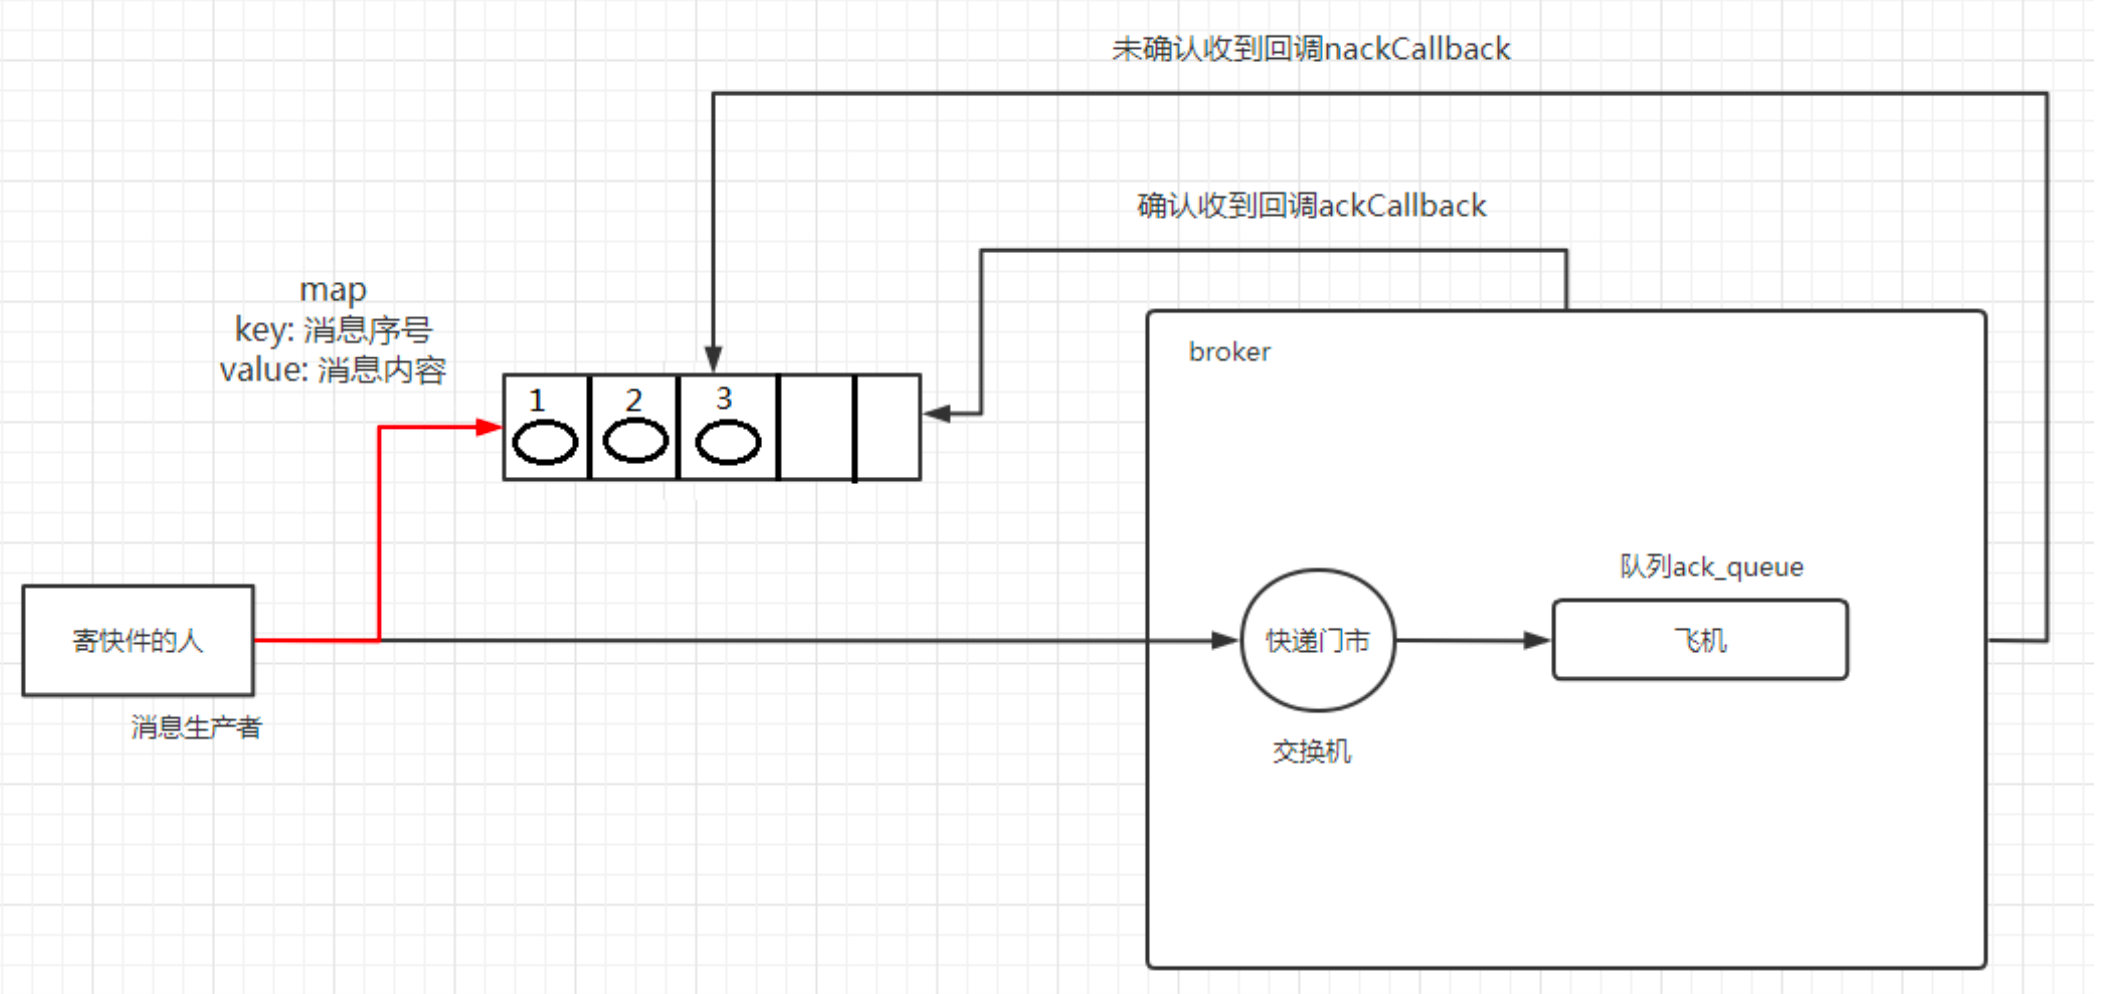 未确认收到回调nackCallback
确认收到回调ackCallback
map
key: 消息序号
value: 消息内容
1 2 3
broker
队列ack_queue
寄快件的人
快递门市
飞机
消息生产者
交换机